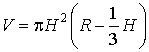 V = πH²(R − 1/3 H)